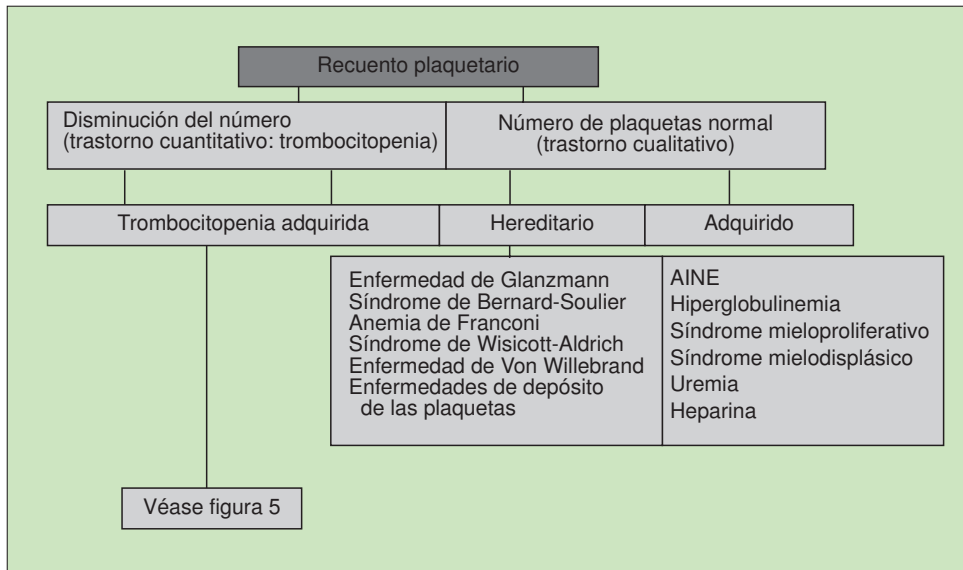 Recuento plaquetario
Disminución del número
(trastorno cuantitativo: trombocitopenia)
Número de plaquetas normal
(trastorno cualitativo)
Trombocitopenia adquirida
Hereditario
Adquirido
Enfermedad de Glanzmann
Síndrome de Bernard-Soulier
Anemia de Franconi
Síndrome de Wisicott-Aldrich
Enfermedad de Von Willebrand
Enfermedades de depósito
de las plaquetas
AINE
Hiperglobulinemia
Síndrome mieloproliferativo
Síndrome mielodisplásico
Uremia
Heparina
Véase figura 5